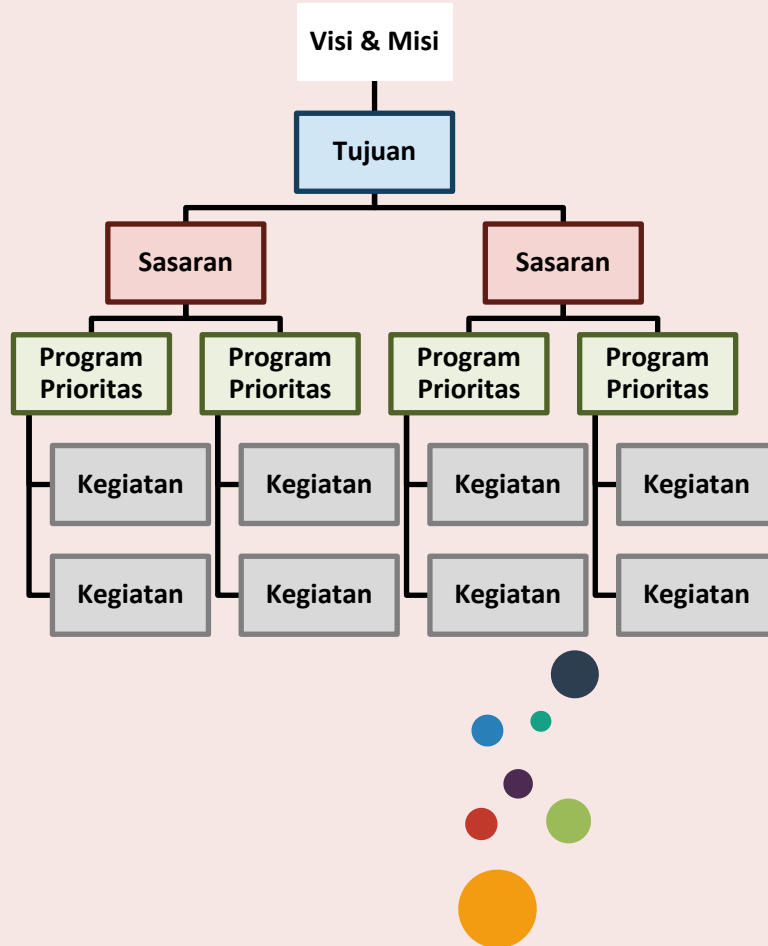 Visi & Misi
Tujuan
Sasaran
Sasaran
Program
Prioritas
Program
Prioritas
Program
Prioritas
Program
Prioritas
Kegiatan
Kegiatan
Kegiatan
Kegiatan
Kegiatan
Kegiatan
Kegiatan
Kegiatan